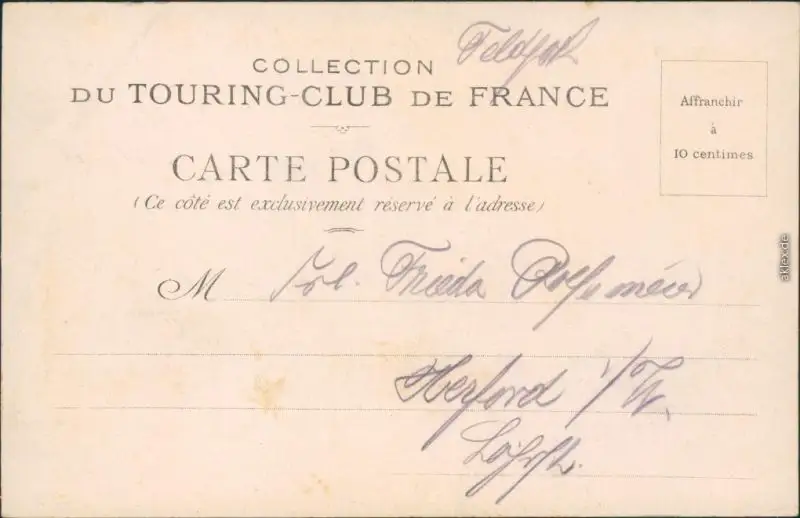 Feldpost
COLLECTION
DU TOURING-CLUB DE FRANCE
Affranchir
à
10 centimes
CARTE POSTALE
(Ce côté est exclusivement réservé à l'adresse)
M Frl. Frieda
Herford i/W.
akpool.de